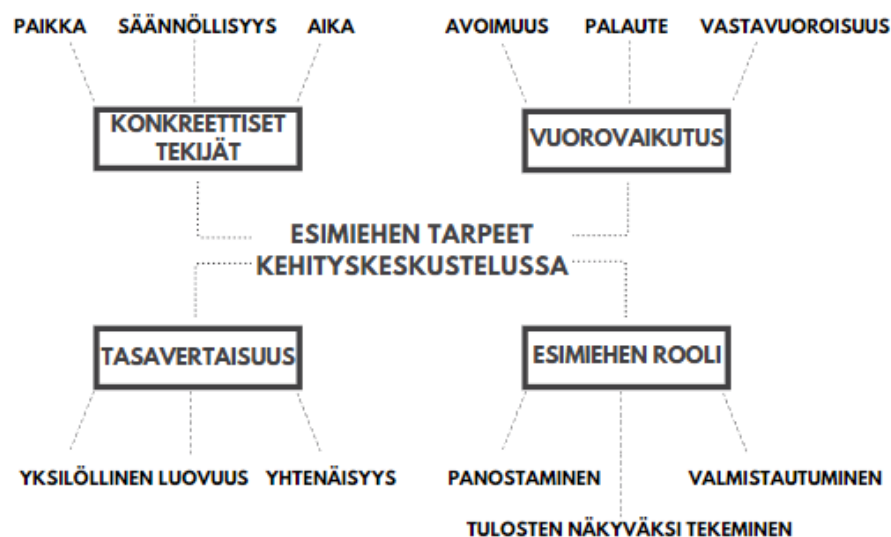 PAIKKA SÄÄNNÖLLISYYS AIKA
AVOIMUUS PALAUTE VASTAVUOROISUUS
KONKREETTISET
TEKIJÄT
VUOROVAIKUTUS
ESIMIEHEN TARPEET
KEHITYSKESKUSTELUSSA
TASAVERTAISUUS
ESIMIEHEN ROOLI
YKSILÖLLINEN LUOVUUS YHTENÄISYYS
PANOSTAMINEN VALMISTAUTUMINEN
TULOSTEN NÄKYVÄKSI TEKEMINEN